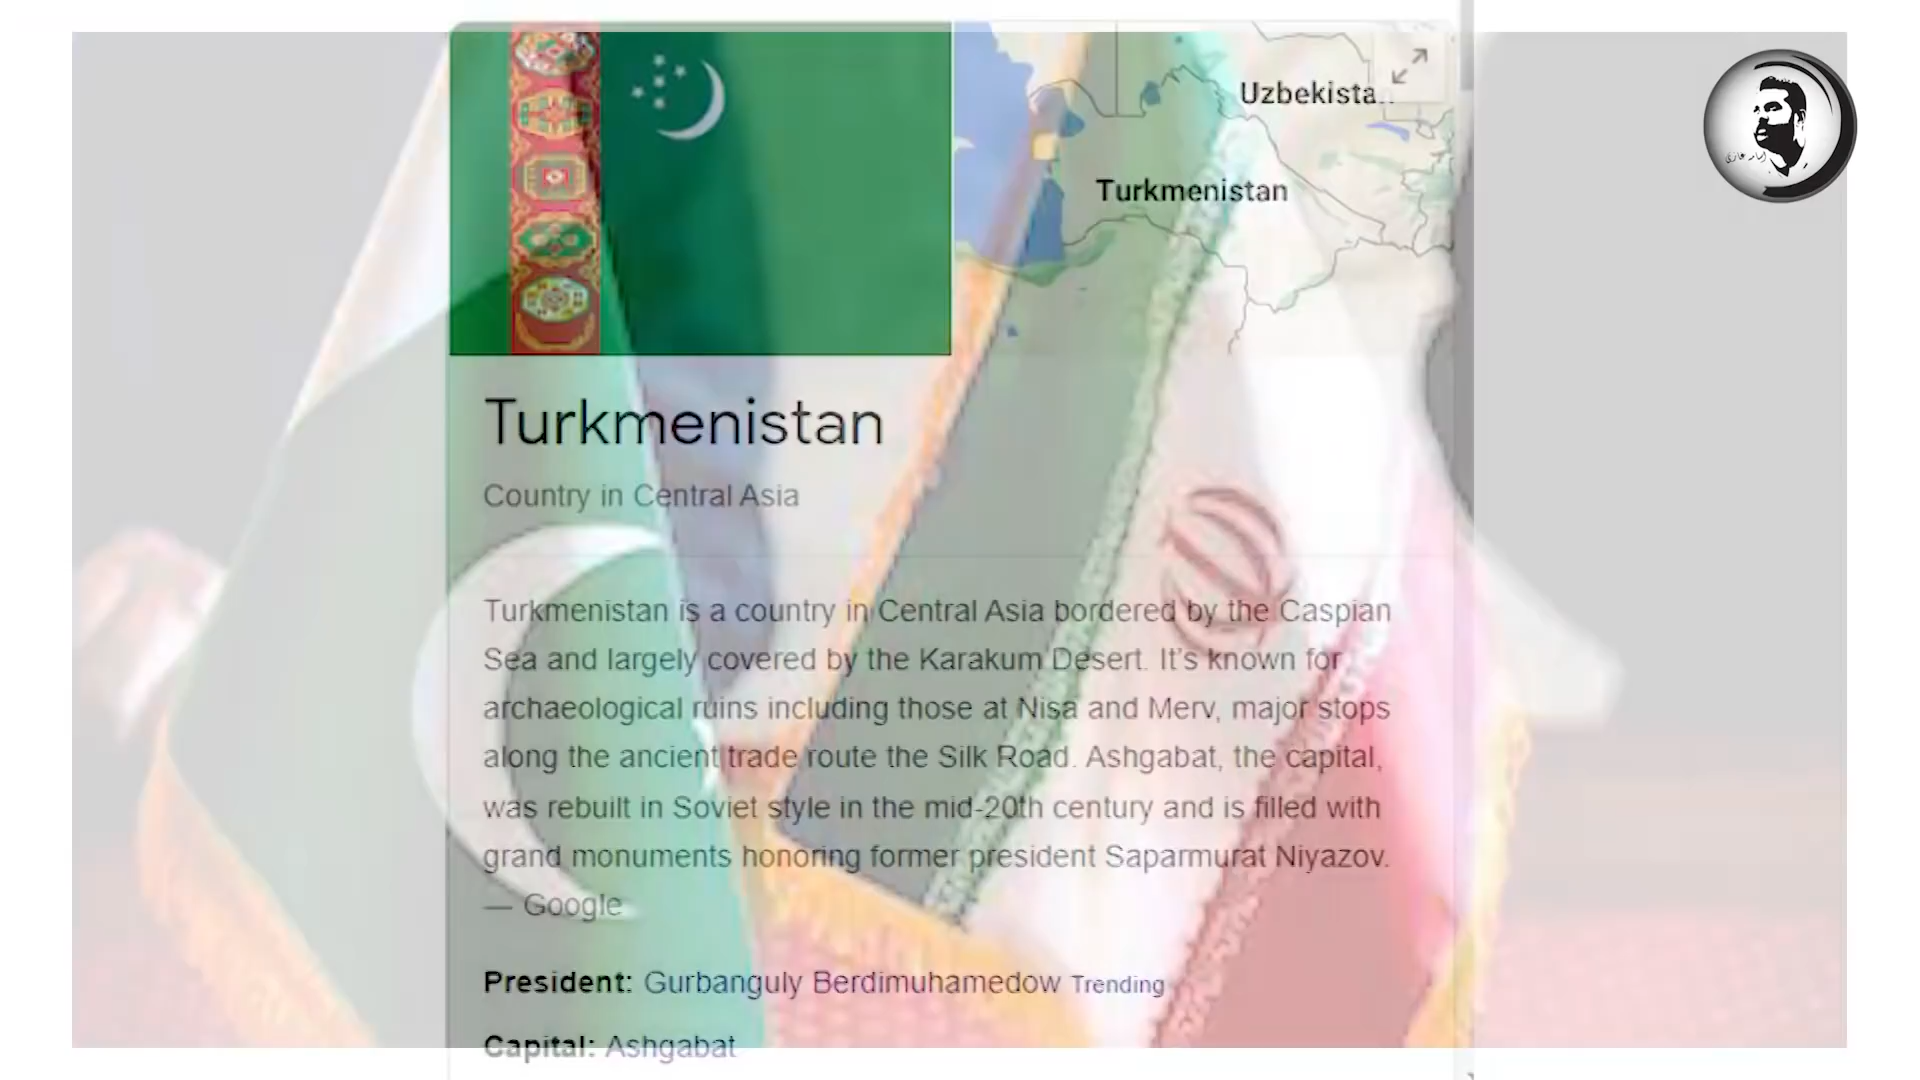 Uzbekista..
Turkmenistan
Turkmenistan
Country in Central Asia
Turkmenistan is a country in Central Asia bordered by the Caspian
Sea and largely covered by the Karakum Desert. It's known for
archaeological ruins including those at Nisa and Merv, major stops
along the ancient trade route the Silk Road. Ashgabat, the capital,
was rebuilt in Soviet style in the mid-20th century and is filled with
grand monuments honoring former president Saparmurat Niyazov.
— Google
President: Gurbanguly Berdimuhamedow Trending
Capital: Ashgabat